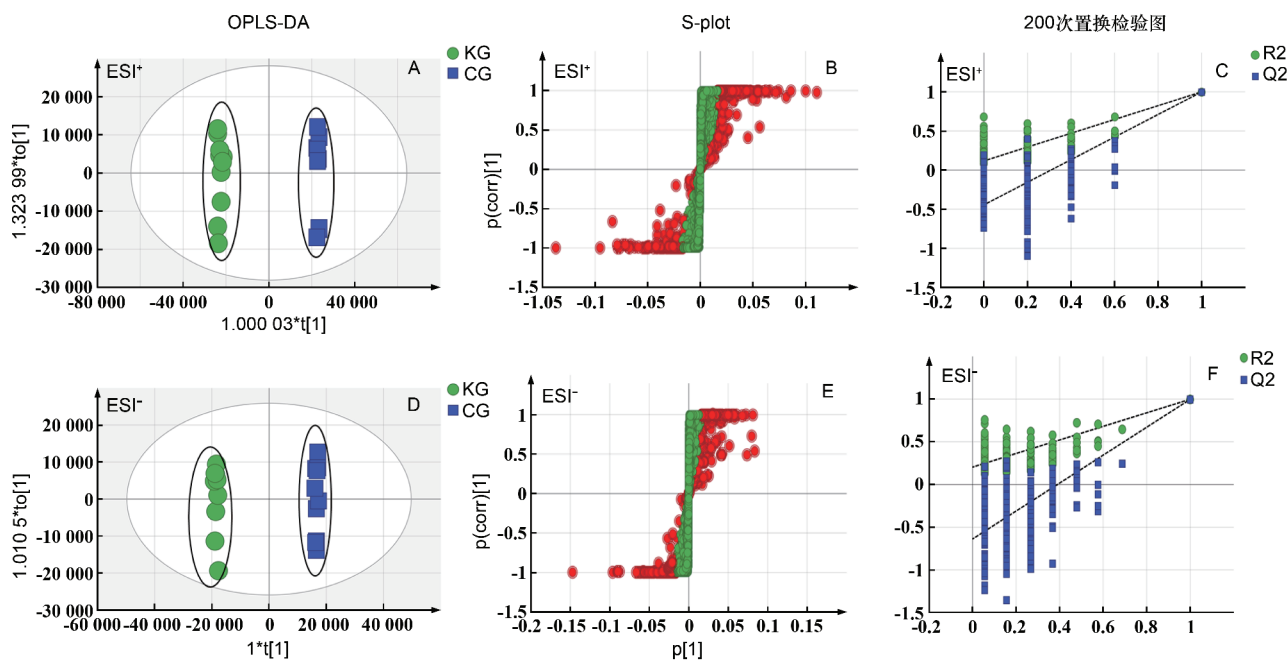 OPLS-DA
S-plot
200次置换检验图
ESI⁺
A
KG
CG
20 000
10 000
0
-10 000
-20 000
-30 000
-80 000
-40 000
0
40 000
1.323 99*to[1]
1.000 03*t[1]
ESI⁺
B
1
0.5
0
-0.5
-1
-1.5
-1.05
-0.1
-0.05
0
0.05
0.1
p(corr)[1]
ESI⁺
C
R2
Q2
1
0.5
0
-0.5
-1
-1.5
-0.2
0
0.2
0.4
0.6
0.8
1
ESI⁻
D
KG
CG
20 000
10 000
0
-10 000
-20 000
-30 000
-60 000
-40 000
-20 000
0
20 000
40 000
1.010 5*to[1]
1*t[1]
ESI⁻
E
1
0.5
0
-0.5
-1
-1.5
-0.2
-0.15
-0.1
-0.05
0
0.05
0.1
0.15
p(corr)[1]
p[1]
ESI⁻
F
R2
Q2
1
0.5
0
-0.5
-1
-1.5
0
0.2
0.4
0.6
0.8
1